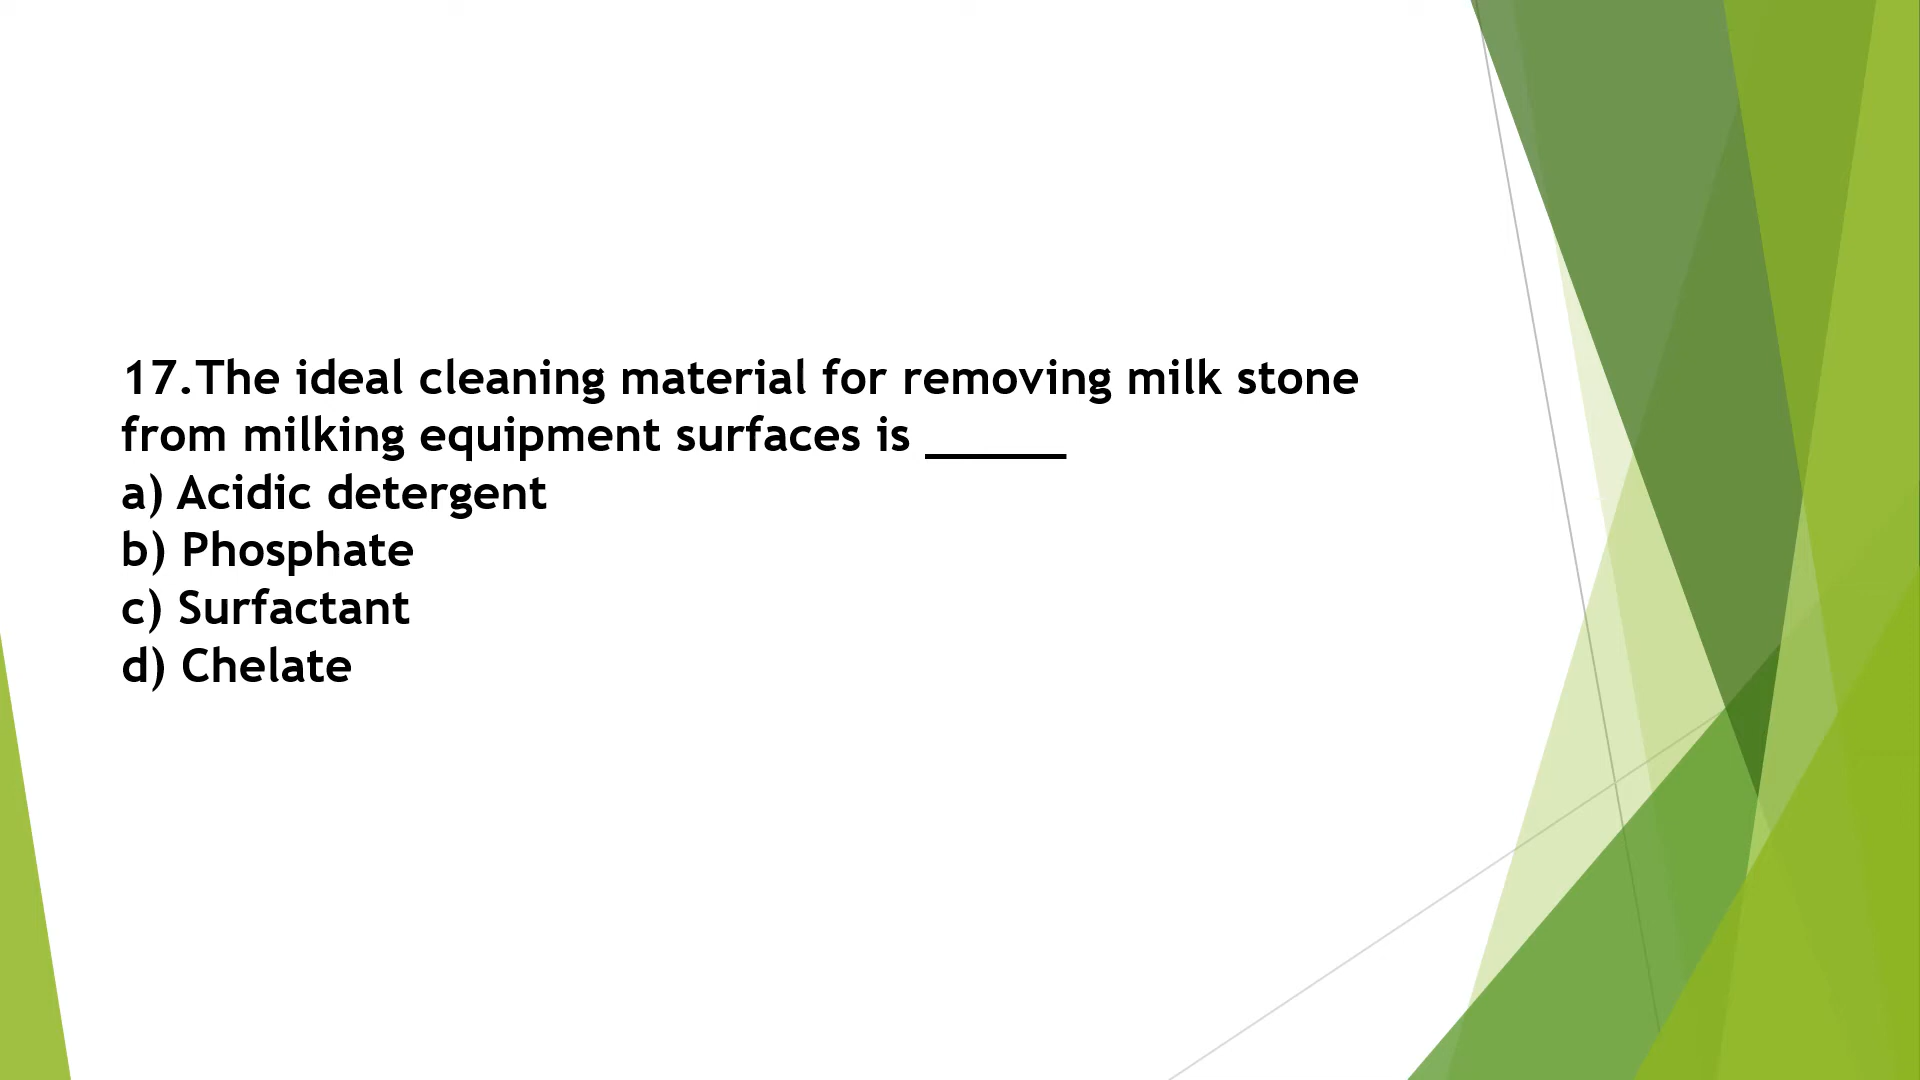 17.The ideal cleaning material for removing milk stone
from milking equipment surfaces is ______
a) Acidic detergent
b) Phosphate
c) Surfactant
d) Chelate